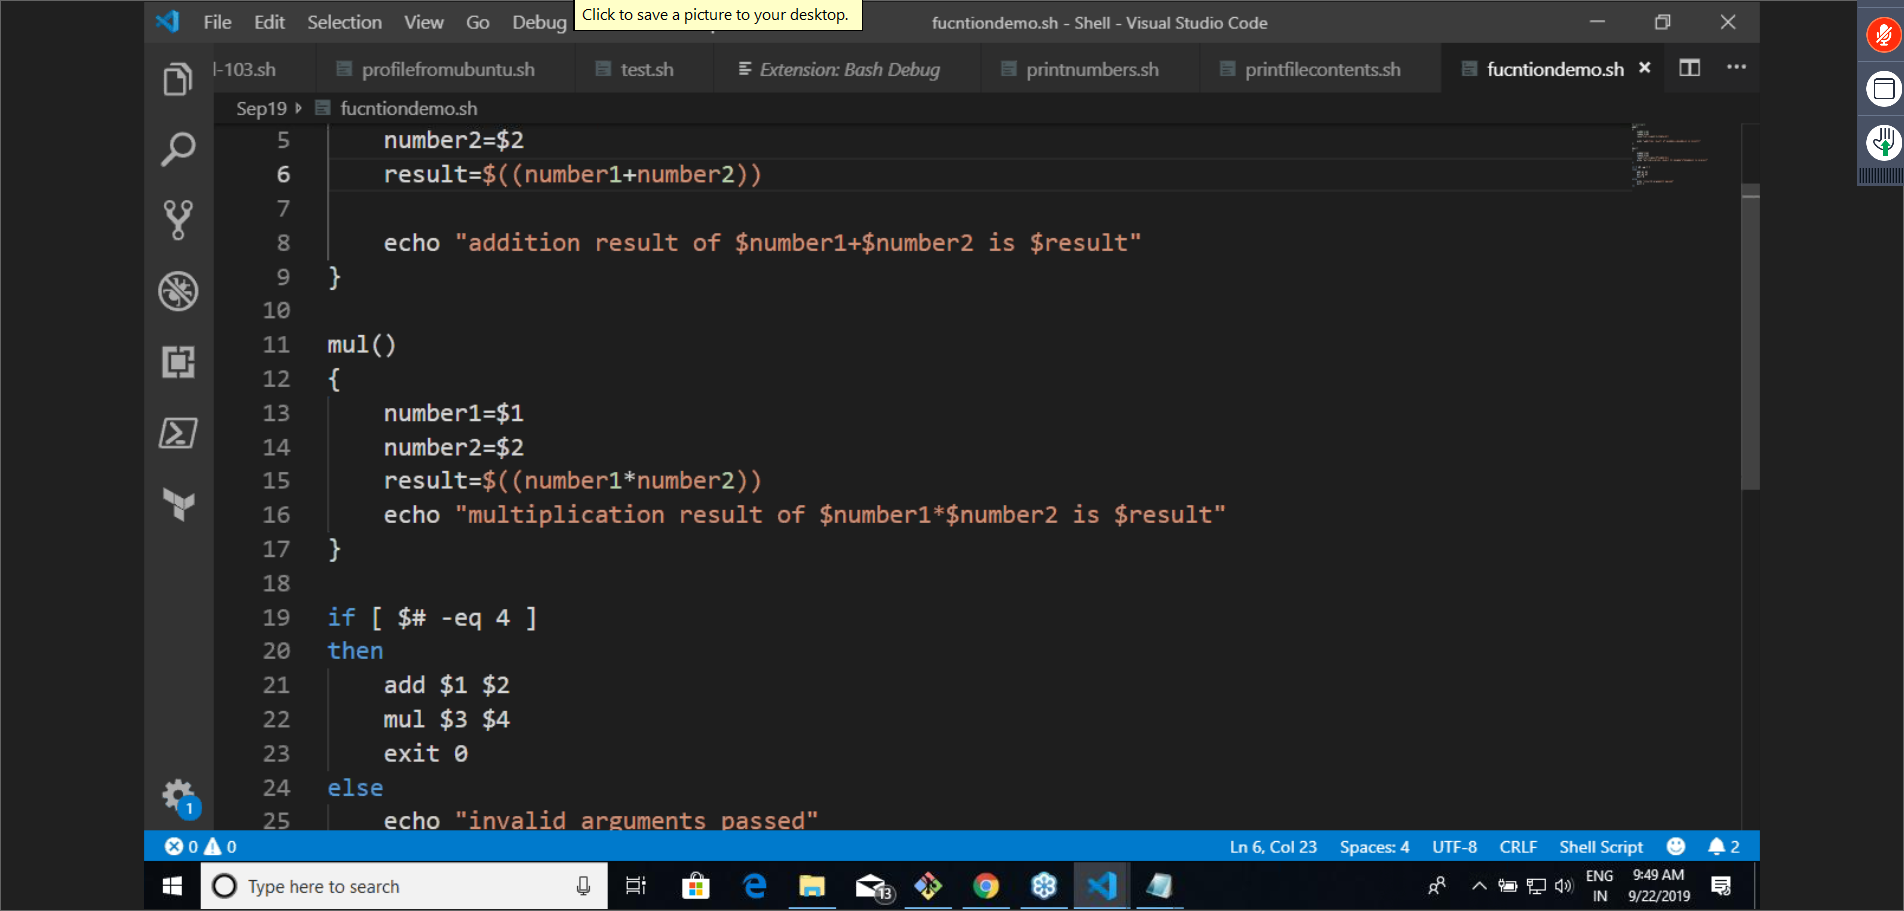 File Edit Selection View Go Debug
Click to save a picture to your desktop.
fucntiondemo.sh - Shell - Visual Studio Code
l-103.sh profilefromubuntu.sh test.sh Extension: Bash Debug printnumbers.sh printfilecontents.sh fucntiondemo.sh
Sep19 fucntiondemo.sh
5 number2=$2
6 result=$((number1+number2))
7
8 echo "addition result of $number1+$number2 is $result"
9 }
10
11 mul()
12 {
13 number1=$1
14 number2=$2
15 result=$((number1*number2))
16 echo "multiplication result of $number1*$number2 is $result"
17 }
18
19 if [ $# -eq 4 ]
20 then
21 add $1 $2
22 mul $3 $4
23 exit 0
24 else
25 echo "invalid arguments passed"
1
0 0 Ln 6, Col 23 Spaces: 4 UTF-8 CRLF Shell Script 2
Type here to search 13 ENG IN 9:49 AM 9/22/2019